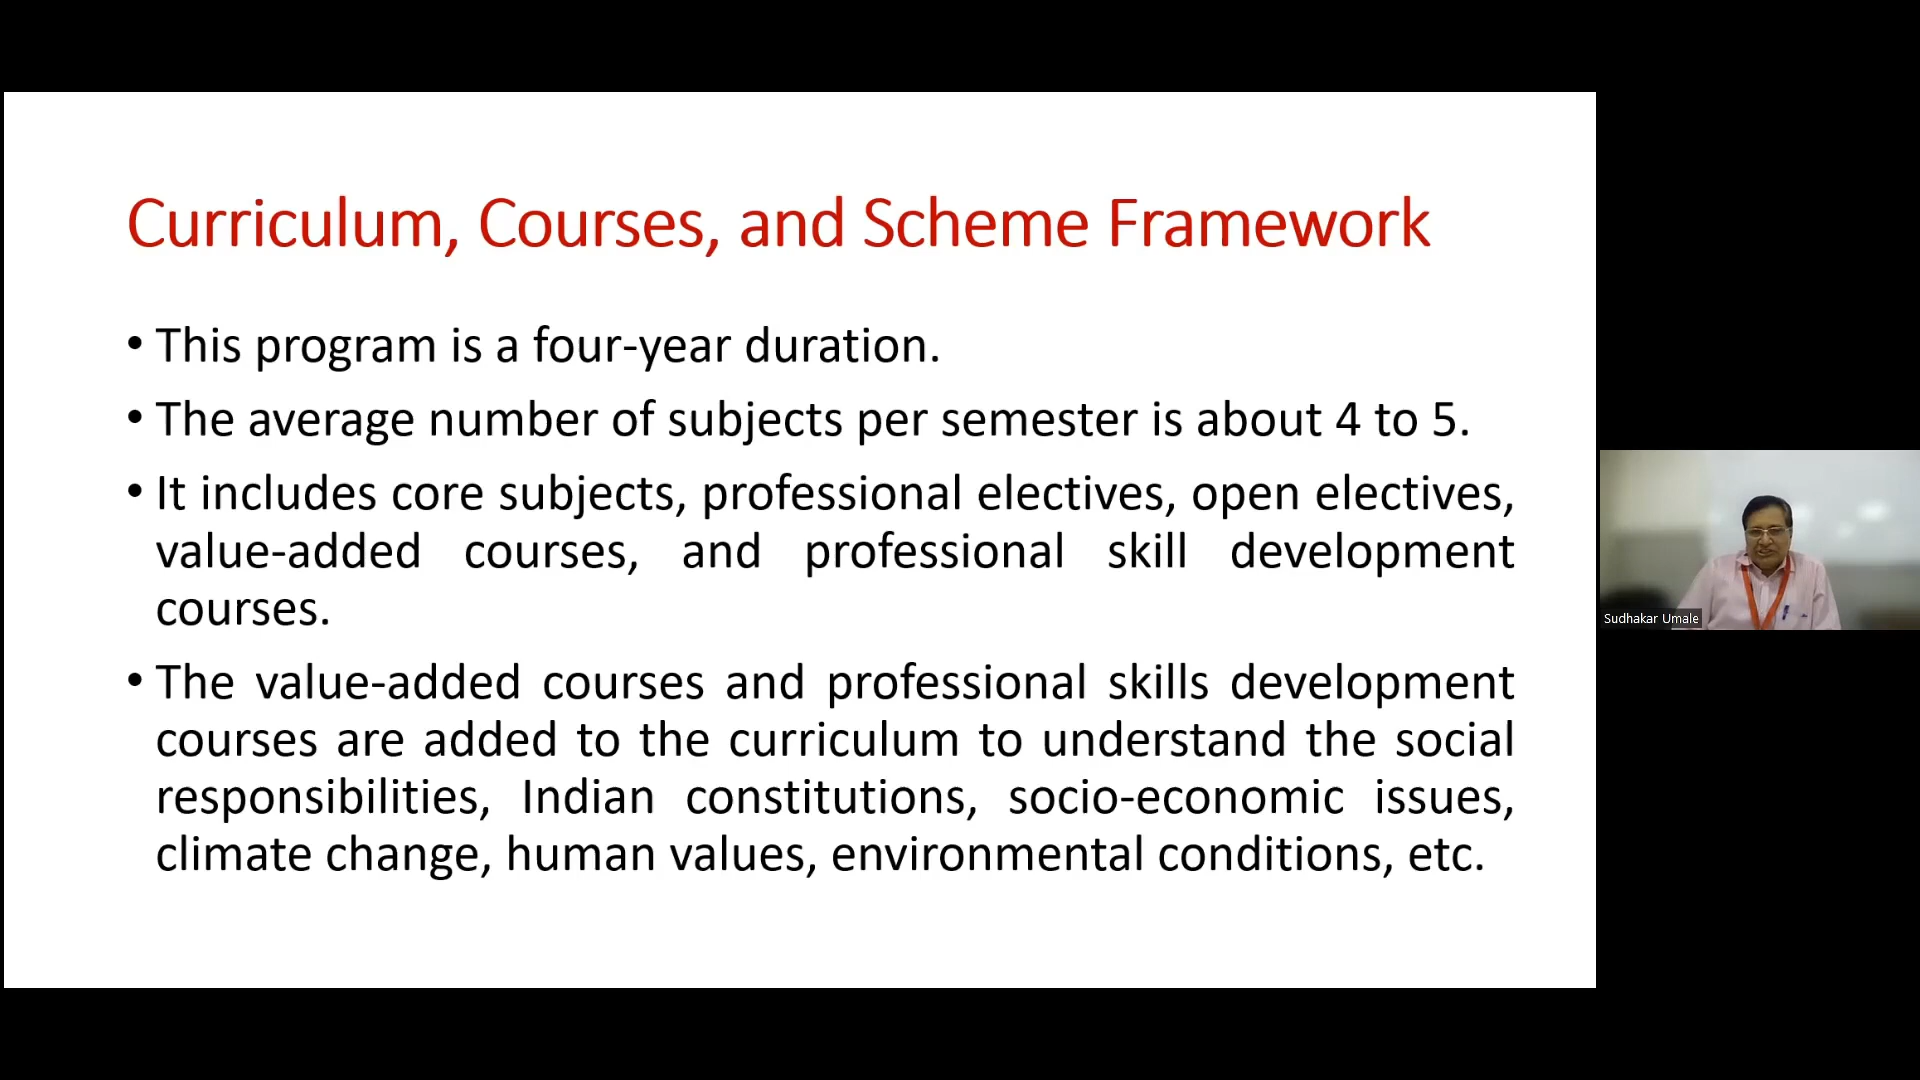 Curriculum, Courses, and Scheme Framework
• This program is a four-year duration.
• The average number of subjects per semester is about 4 to 5.
• It includes core subjects, professional electives, open electives,
value-added courses, and professional skill development
courses.
• The value-added courses and professional skills development
courses are added to the curriculum to understand the social
responsibilities, Indian constitutions, socio-economic issues,
climate change, human values, environmental conditions, etc.
Sudhakar Umale